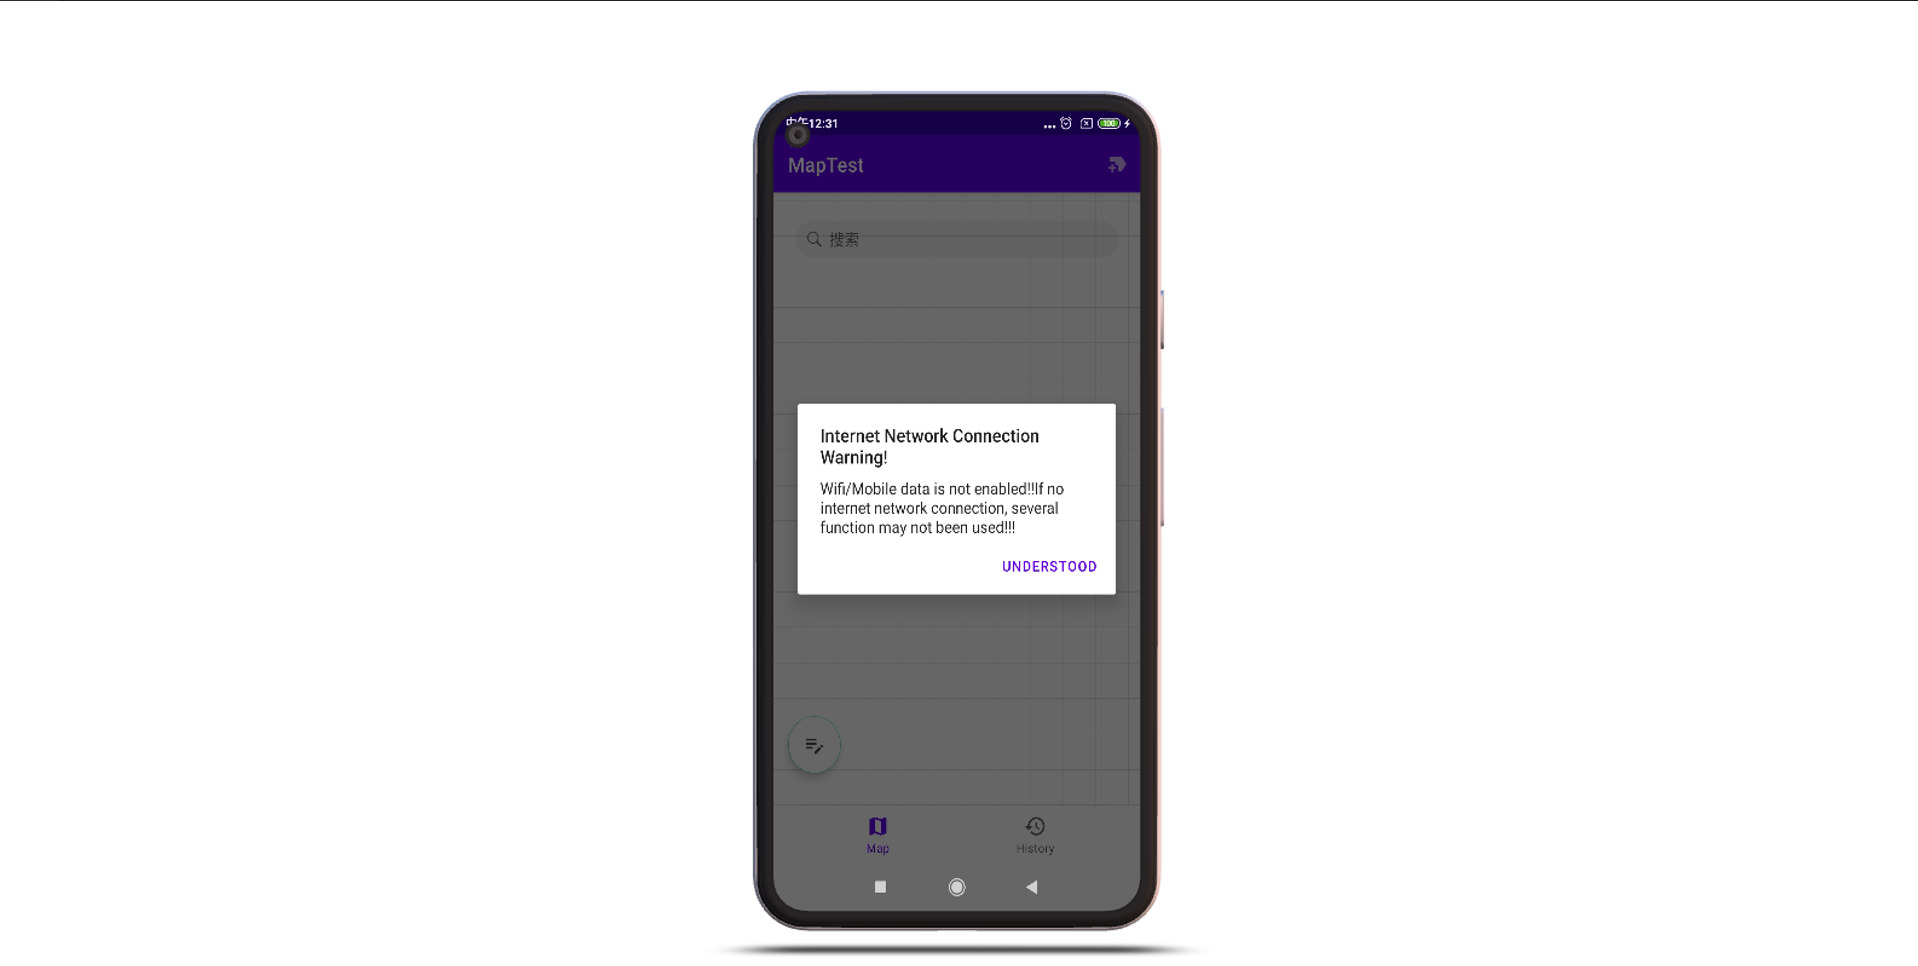 中午12:31
100
MapTest
搜索
Internet Network Connection
Warning!
Wifi/Mobile data is not enabled!!If no
internet network connection, several
function may not been used!!!
UNDERSTOOD
Map
History